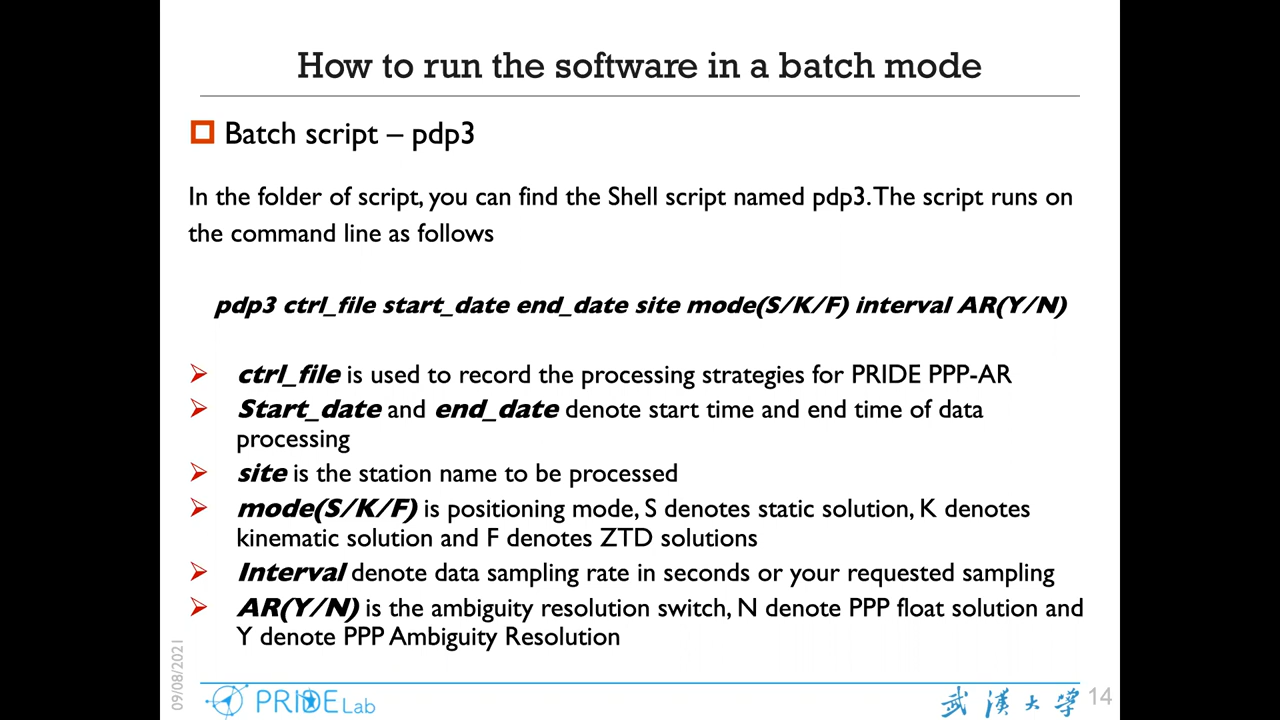 How to run the software in a batch mode
Batch script – pdp3
In the folder of script, you can find the Shell script named pdp3. The script runs on
the command line as follows
pdp3 ctrl_file start_date end_date site mode(S/K/F) interval AR(Y/N)
ctrl_file is used to record the processing strategies for PRIDE PPP-AR
Start_date and end_date denote start time and end time of data
processing
site is the station name to be processed
mode(S/K/F) is positioning mode, S denotes static solution, K denotes
kinematic solution and F denotes ZTD solutions
Interval denote data sampling rate in seconds or your requested sampling
AR(Y/N) is the ambiguity resolution switch, N denote PPP float solution and
Y denote PPP Ambiguity Resolution
09/08/2021
PRIDE Lab
武漢大学
14